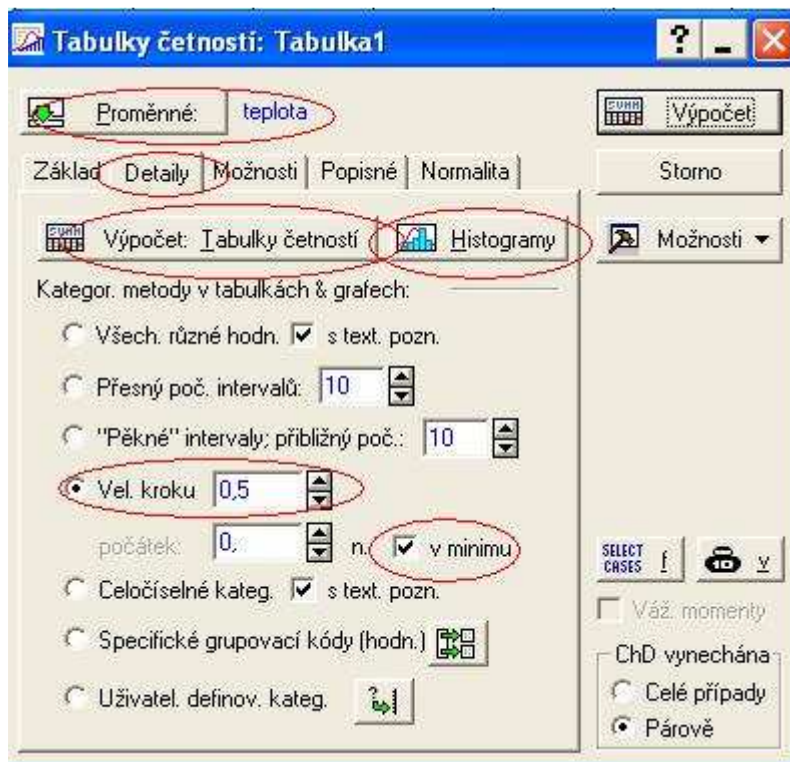 Tabulky četností: Tabulka1
Proměnné: teplota
Výpočet
Základ Detaily Možnosti Popisné Normalita
Storno
Výpočet: Tabulky četností Histogramy
Možnosti
Kategor. metody v tabulkách & grafech:
Všech. různé hodn. s text. pozn.
Přesný poč. intervalů: 10
"Pěkné" intervaly; přibližný poč.: 10
Vel. kroku 0,5
počátek: 0, n. v minimu
SELECT CASES f v
Celočíselné kateg. s text. pozn.
Váž. momenty
Specifické grupovací kódy (hodn.)
ChD vynechána
Uživatel. definov. kateg.
Celé případy
Párově